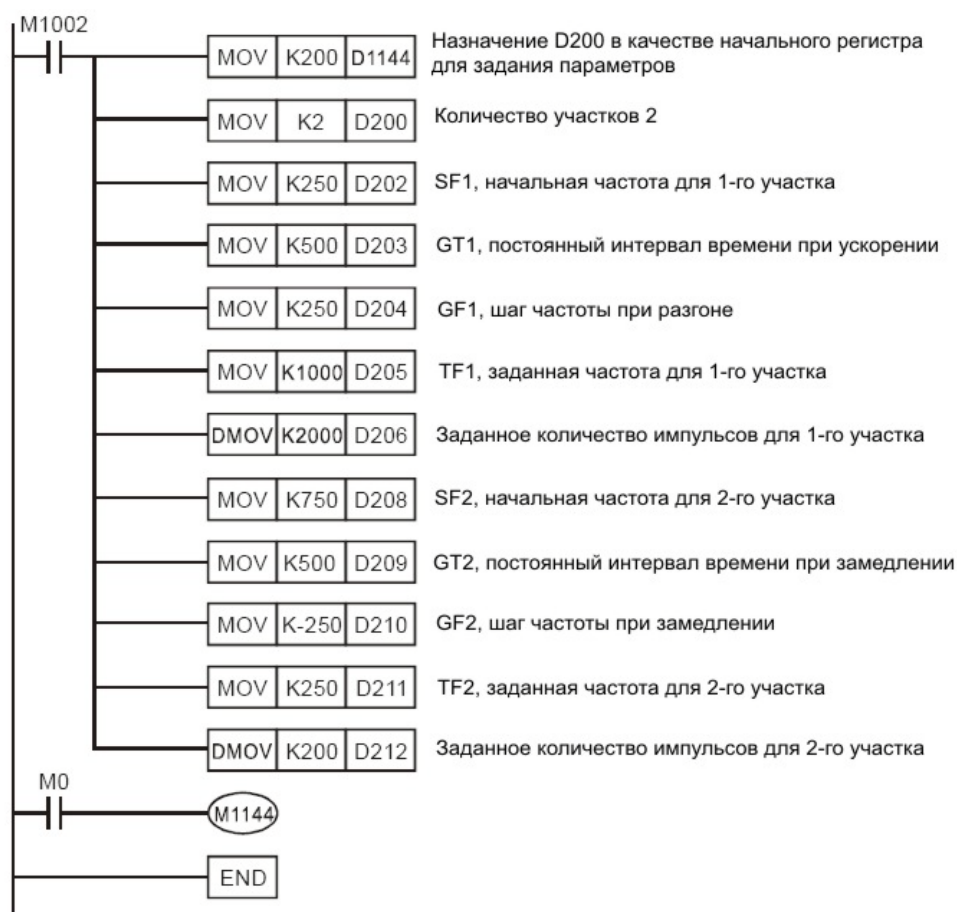 M1002
MOV K200 D1144 Назначение D200 в качестве начального регистра
для задания параметров
MOV K2 D200 Количество участков 2
MOV K250 D202 SF1, начальная частота для 1-го участка
MOV K500 D203 GT1, постоянный интервал времени при ускорении
MOV K250 D204 GF1, шаг частоты при разгоне
MOV K1000 D205 TF1, заданная частота для 1-го участка
DMOV K2000 D206 Заданное количество импульсов для 1-го участка
MOV K750 D208 SF2, начальная частота для 2-го участка
MOV K500 D209 GT2, постоянный интервал времени при замедлении
MOV K-250 D210 GF2, шаг частоты при замедлении
MOV K250 D211 TF2, заданная частота для 2-го участка
DMOV K200 D212 Заданное количество импульсов для 2-го участка
M0
M1144
END